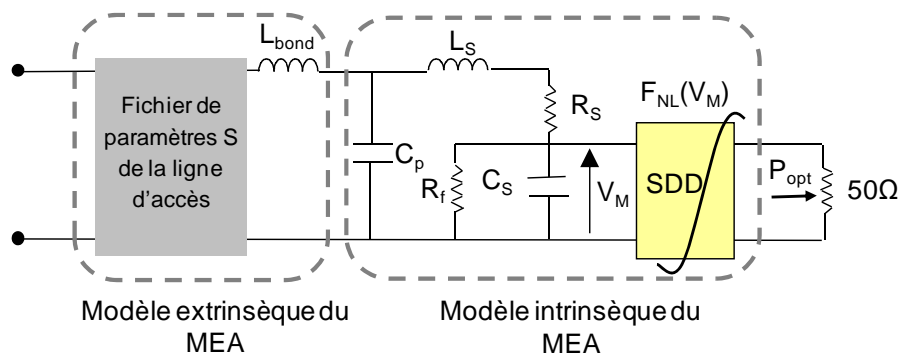 L_bond
L_S
Fichier de
paramètres S
de la ligne
d'accès
C_p
R_S
R_f
C_S
V_M
F_NL(V_M)
SDD
P_opt
50Ω
Modèle extrinsèque du
MEA
Modèle intrinsèque du
MEA